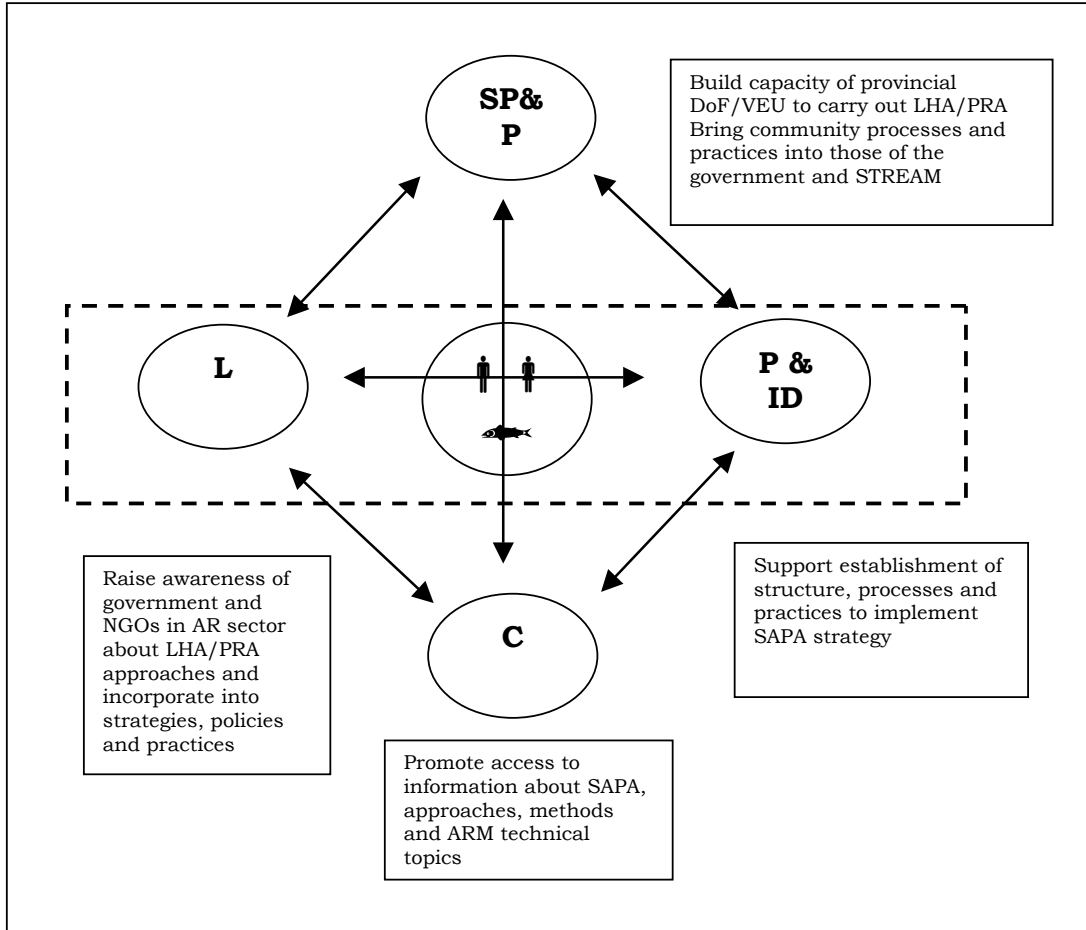 SP&
P
Build capacity of provincial
DoF/VEU to carry out LHA/PRA
Bring community processes and
practices into those of the
government and STREAM
L
P &
ID
Raise awareness of
government and
NGOs in AR sector
about LHA/PRA
approaches and
incorporate into
strategies, policies
and practices
C
Support establishment of
structure, processes and
practices to implement
SAPA strategy
Promote access to
information about SAPA,
approaches, methods
and ARM technical
topics